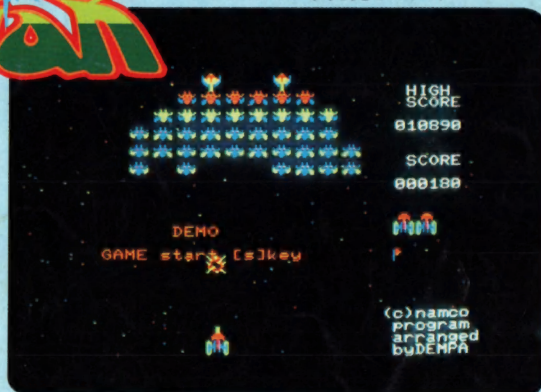 HIGH
SCORE
010890
SCORE
000180
DEMO
GAME start [s]key
(c)namco
program
arranged
byDEMPA